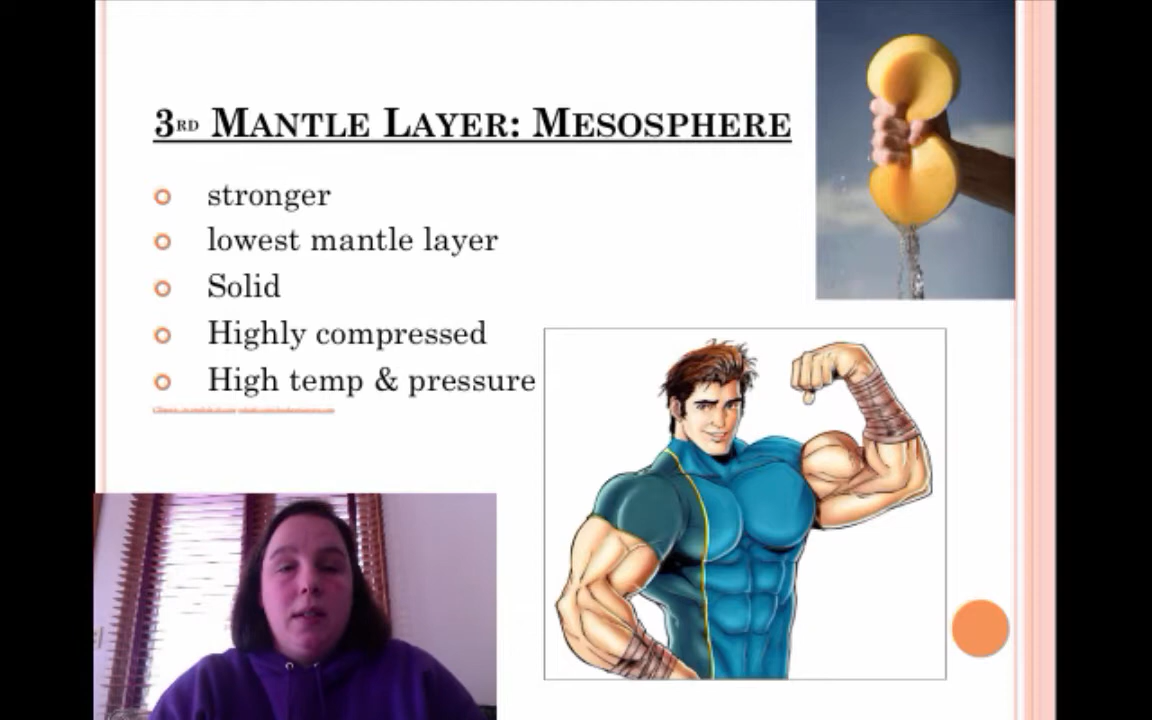 3RD MANTLE LAYER: MESOSPHERE
stronger
lowest mantle layer
Solid
Highly compressed
High temp & pressure